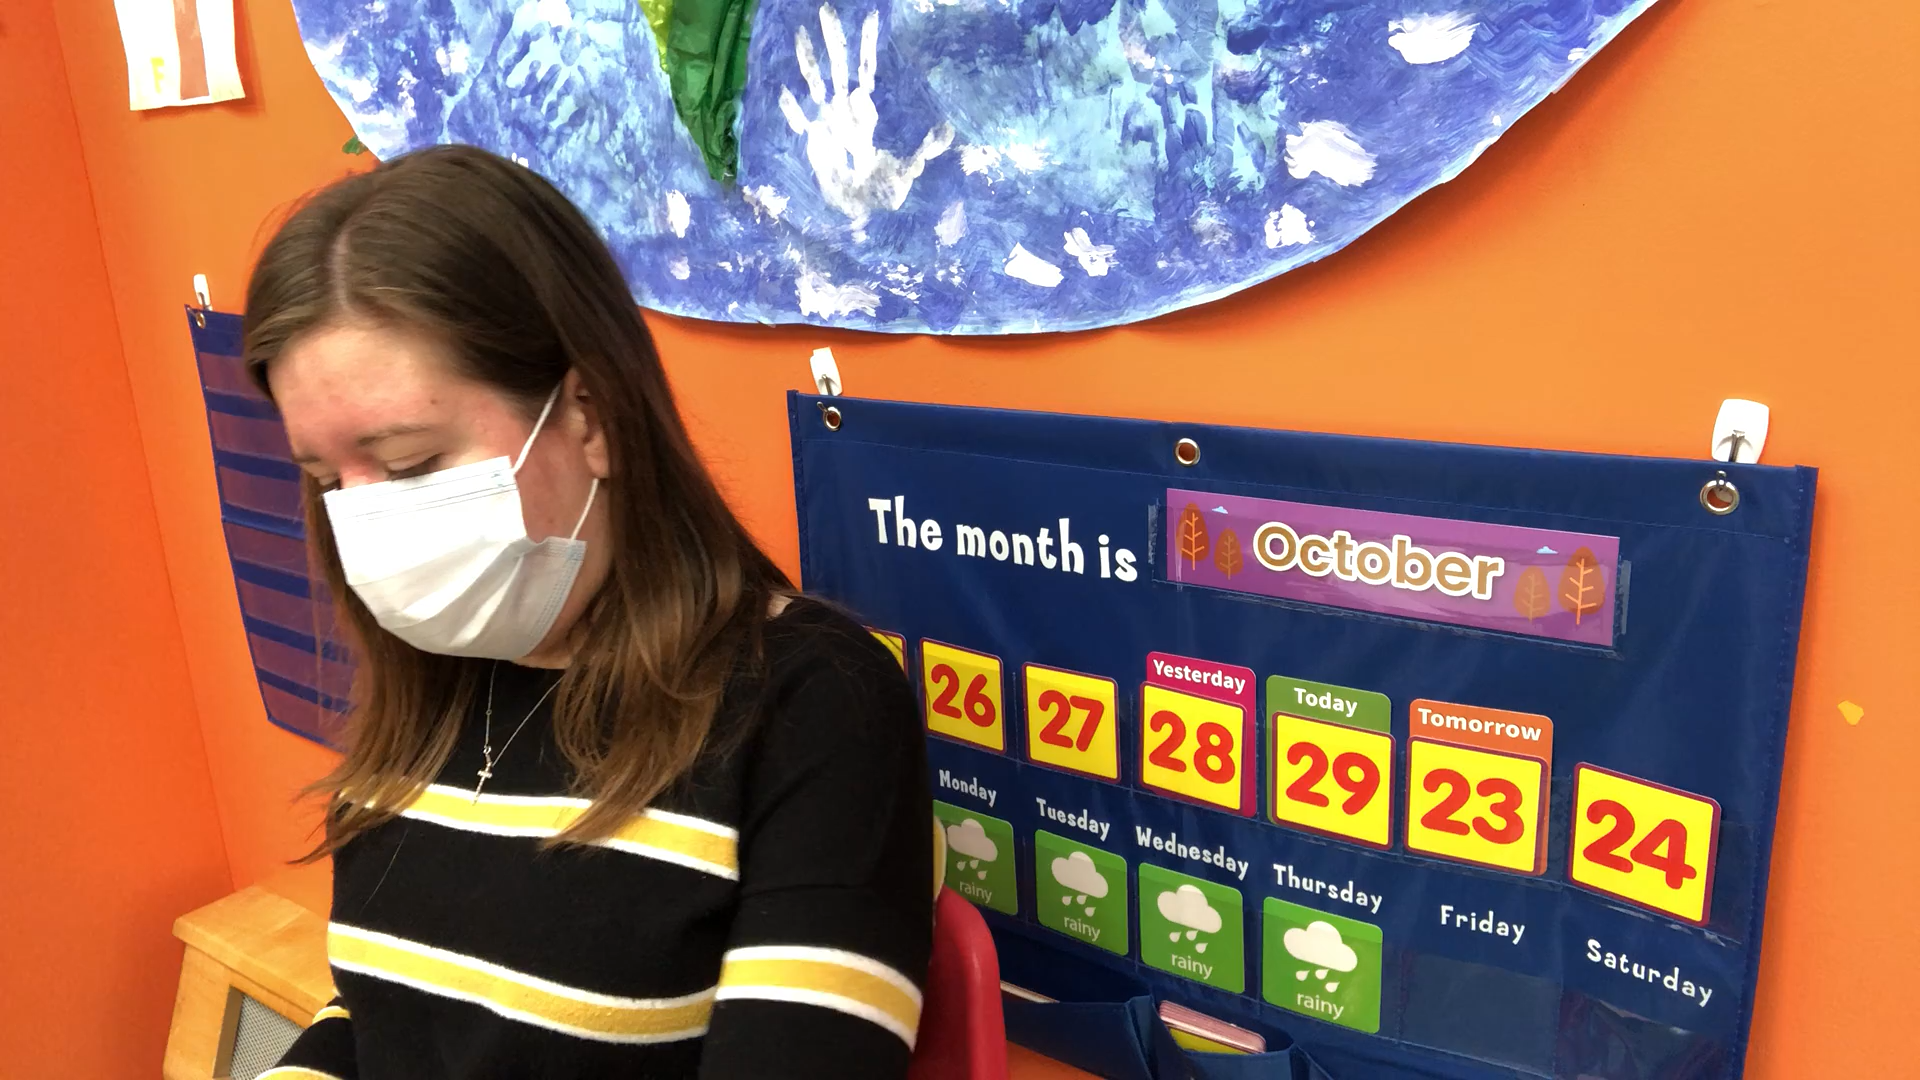 F
The month is October
Yesterday Today Tomorrow
26 27 28 29 23 24
Monday Tuesday Wednesday Thursday Friday Saturday
rainy rainy rainy rainy